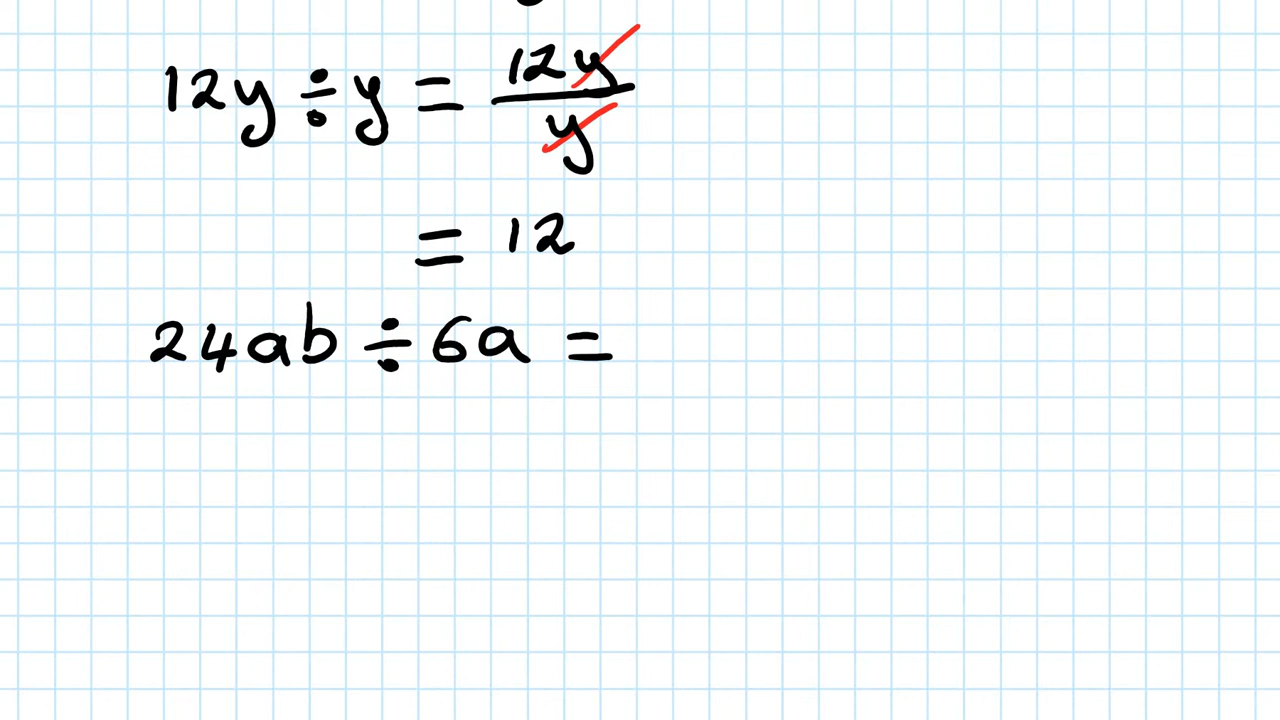 12y ÷ y = 12y/y
= 12
24ab ÷ 6a =